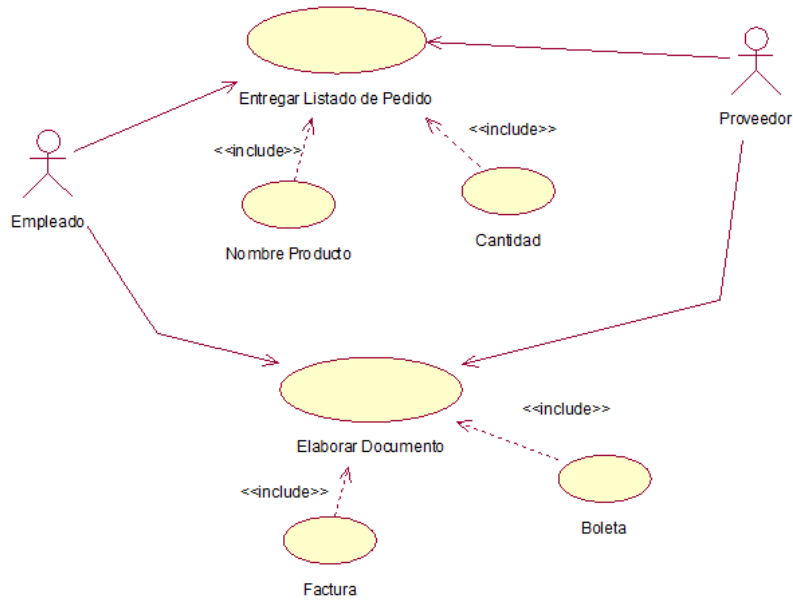 Entregar Listado de Pedido
Proveedor
<<include>>
<<include>>
Empleado
Nombre Producto
Cantidad
Elaborar Documento
<<include>>
<<include>>
Boleta
Factura